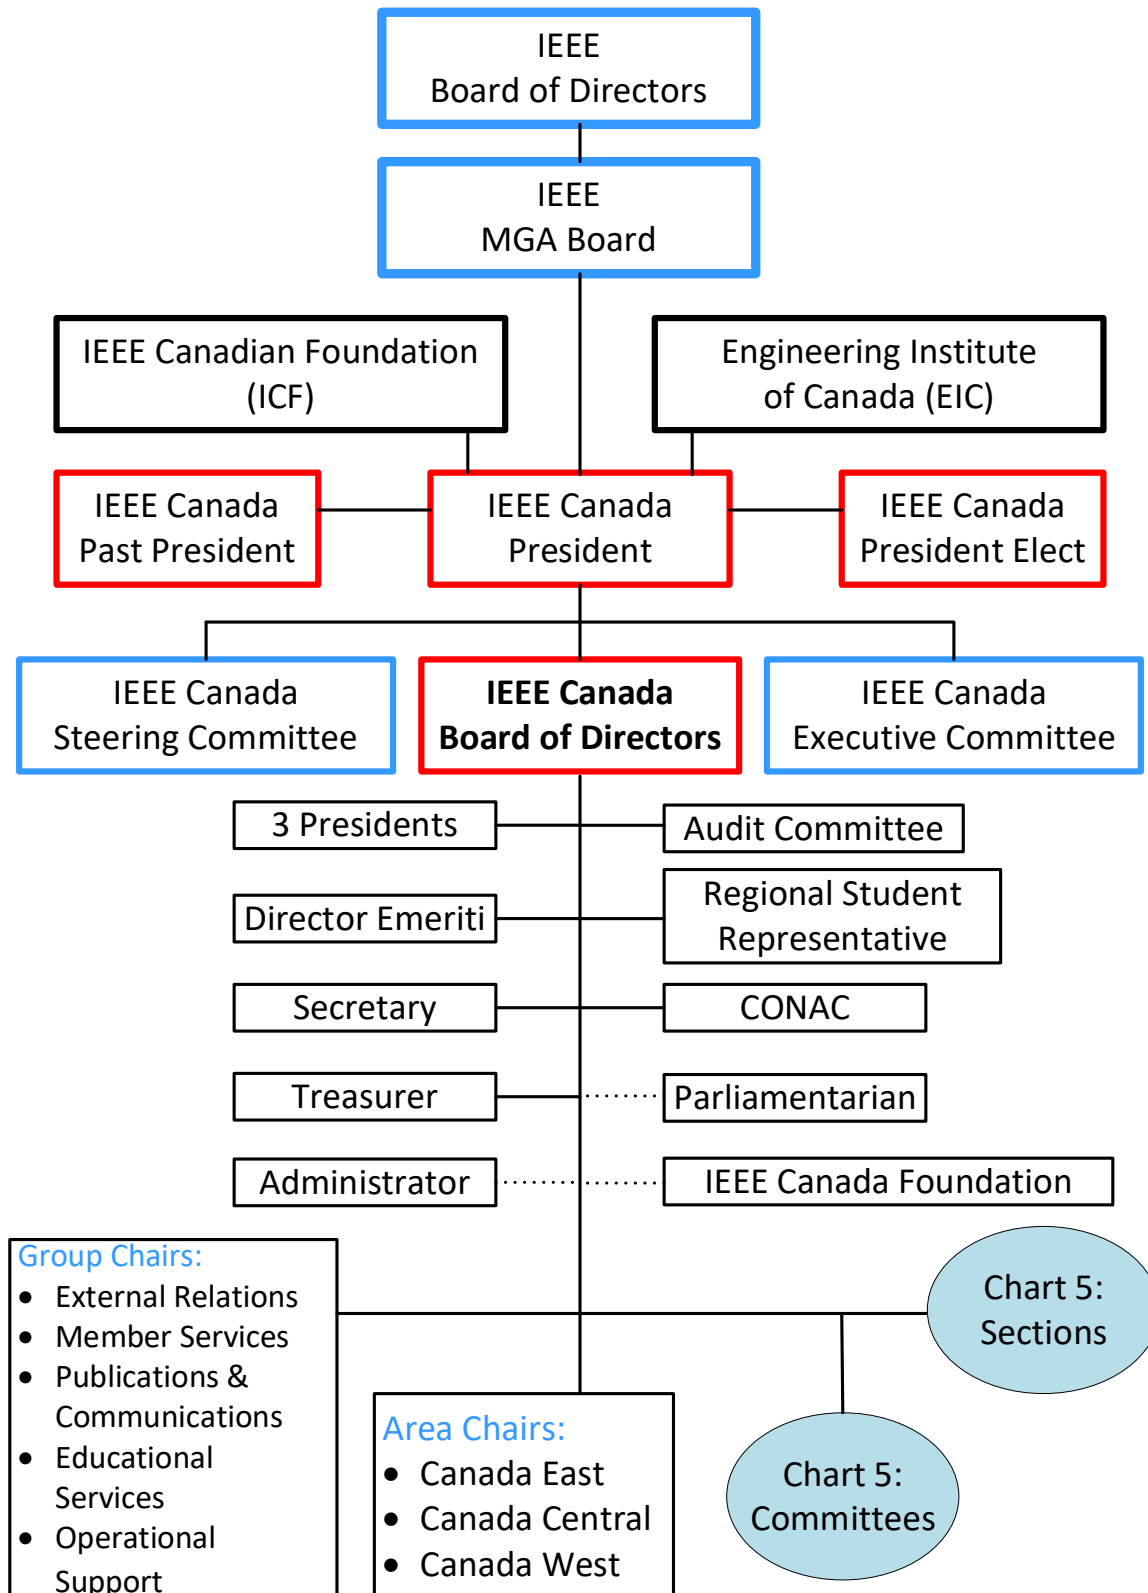 IEEE
Board of Directors
IEEE
MGA Board
IEEE Canadian Foundation
(ICF)
Engineering Institute
of Canada (EIC)
IEEE Canada
Past President
IEEE Canada
President
IEEE Canada
President Elect
IEEE Canada
Steering Committee
IEEE Canada
Board of Directors
IEEE Canada
Executive Committee
3 Presidents
Audit Committee
Director Emeriti
Regional Student
Representative
Secretary
CONAC
Treasurer
Parliamentarian
Administrator
IEEE Canada Foundation
Group Chairs:
• External Relations
• Member Services
• Publications &
Communications
• Educational
Services
• Operational
Support
Area Chairs:
• Canada East
• Canada Central
• Canada West
Chart 5:
Sections
Chart 5:
Committees